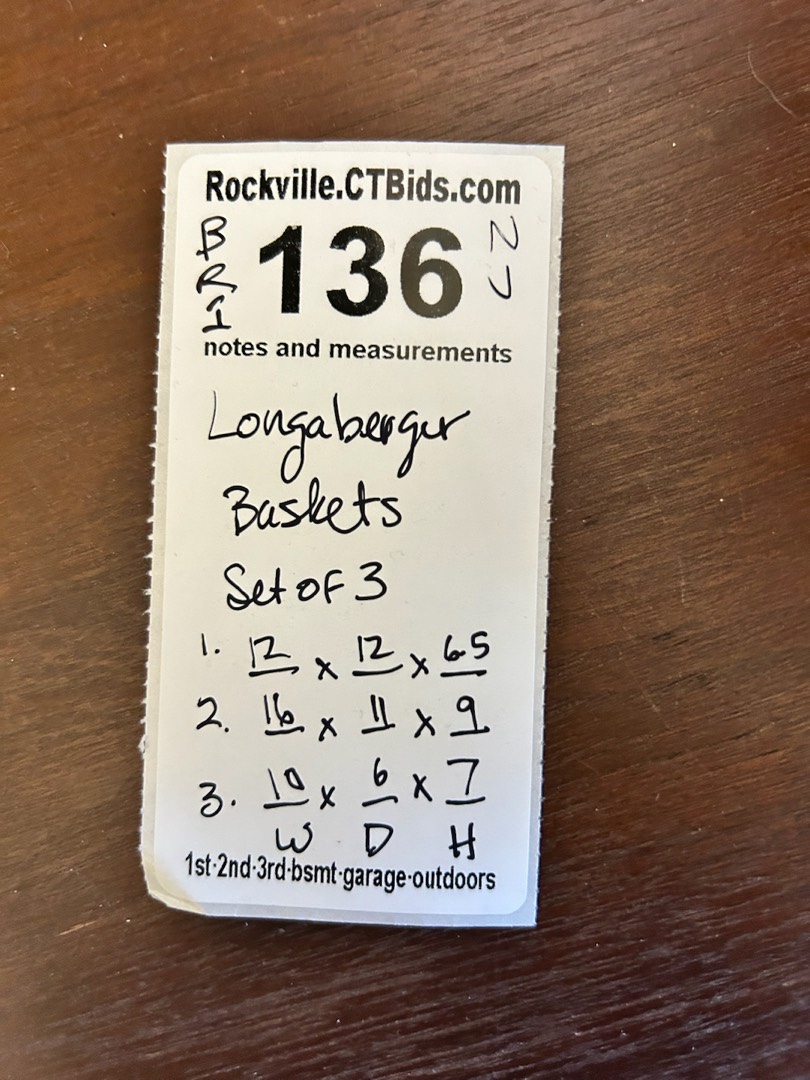 Rockville.CTBids.com
BRI 136
notes and measurements
Longaberger
Baskets
Set of 3
1. 12 x 12 x 6.5
2. 16 x 11 x 9
3. 10 x 6 x 7
W D H
1st·2nd·3rd·bsmt·garage·outdoors